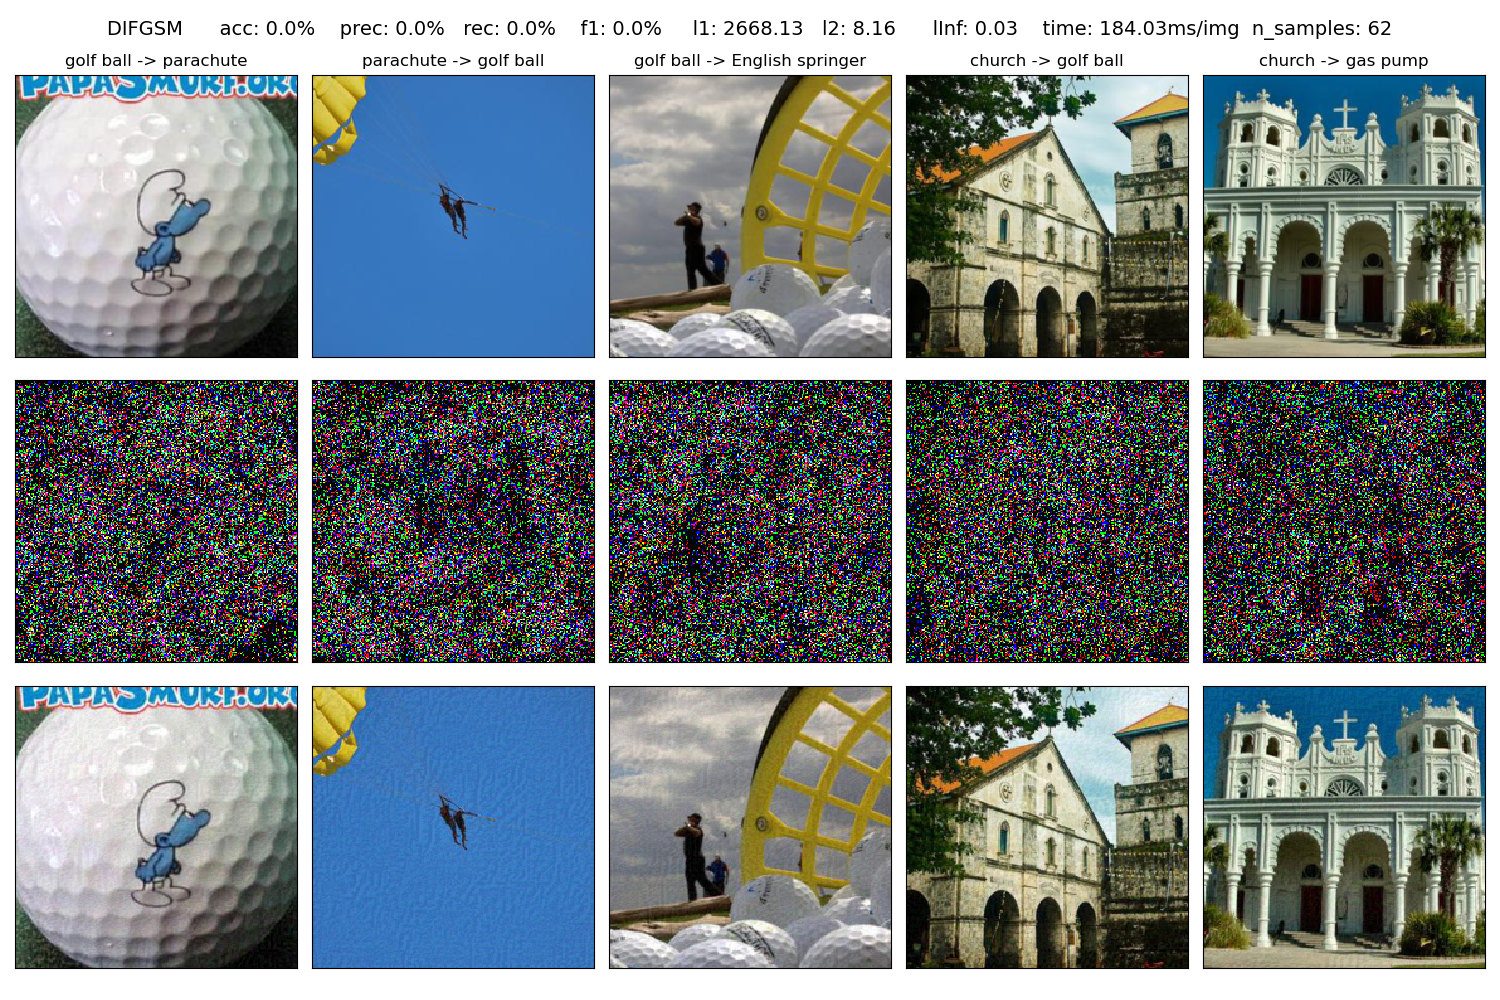 DIFGSM acc: 0.0% prec: 0.0% rec: 0.0% f1: 0.0% l1: 2668.13 l2: 8.16 lInf: 0.03 time: 184.03ms/img n_samples: 62
golf ball -> parachute
parachute -> golf ball
golf ball -> English springer
church -> golf ball
church -> gas pump
PAPASMURF.ORG
PAPASMURF.ORG